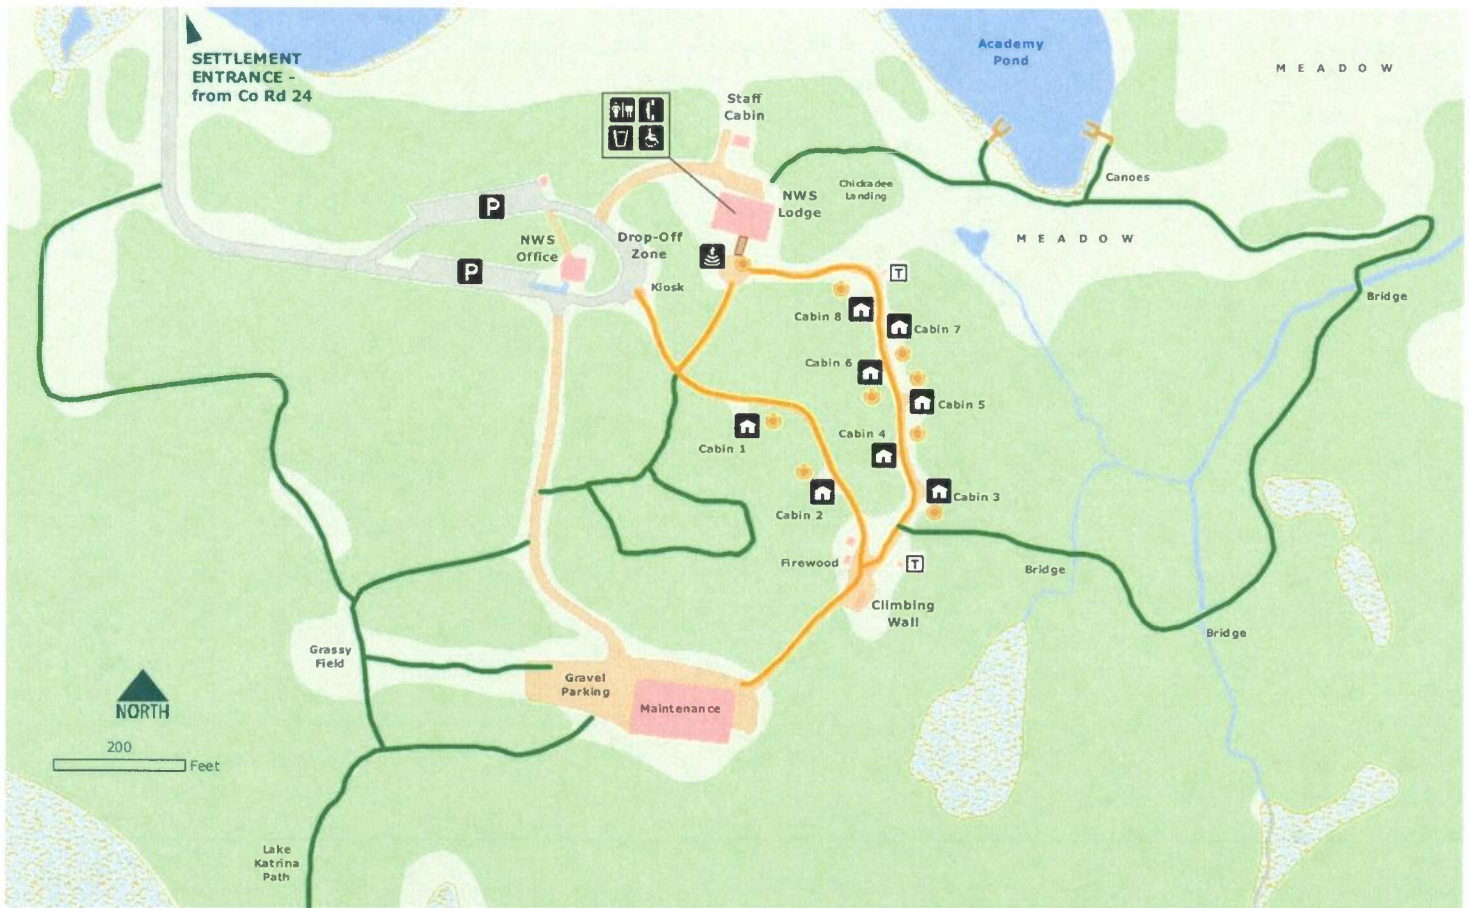 SETTLEMENT
ENTRANCE -
from Co Rd 24
Academy
Pond
M E A D O W
Staff
Cabin
NWS
Lodge
Chickadee
Landing
Canoes
M E A D O W
P
NWS
Office
Drop-Off
Zone
P
Kiosk
T
Bridge
Cabin 8
Cabin 7
Cabin 6
Cabin 5
Cabin 4
Cabin 1
Cabin 3
Cabin 2
Firewood
T
Bridge
Climbing
Wall
Bridge
Grassy
Field
Gravel
Parking
Maintenance
NORTH
200
Feet
Lake
Katrina
Path